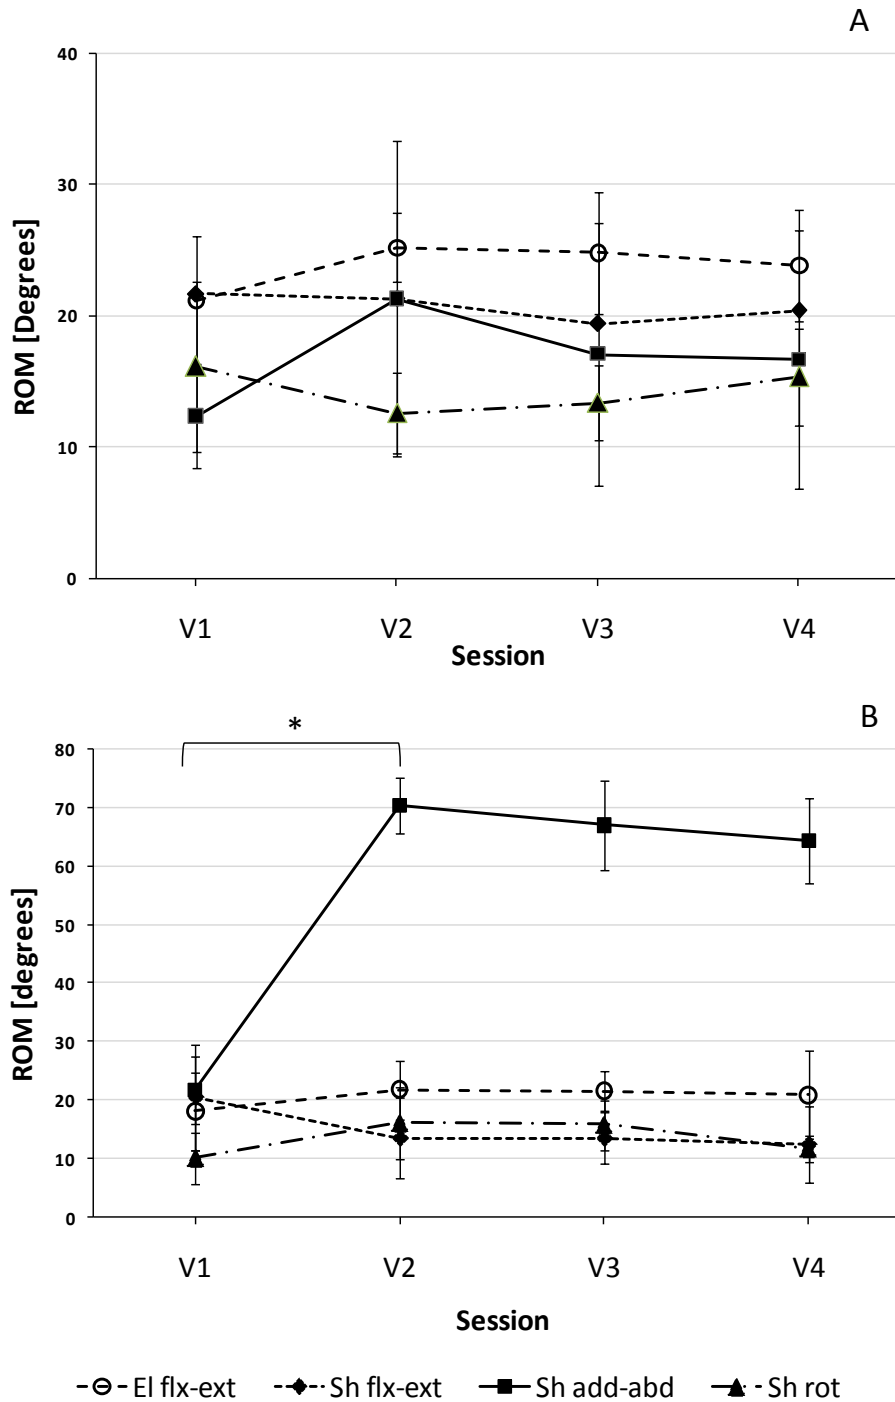 A
40
30
20
10
0
ROM [Degrees]
V1 V2 V3 V4
Session
B
*
80
70
60
50
40
30
20
10
0
ROM [degrees]
V1 V2 V3 V4
Session
El flx-ext Sh flx-ext Sh add-abd Sh rot